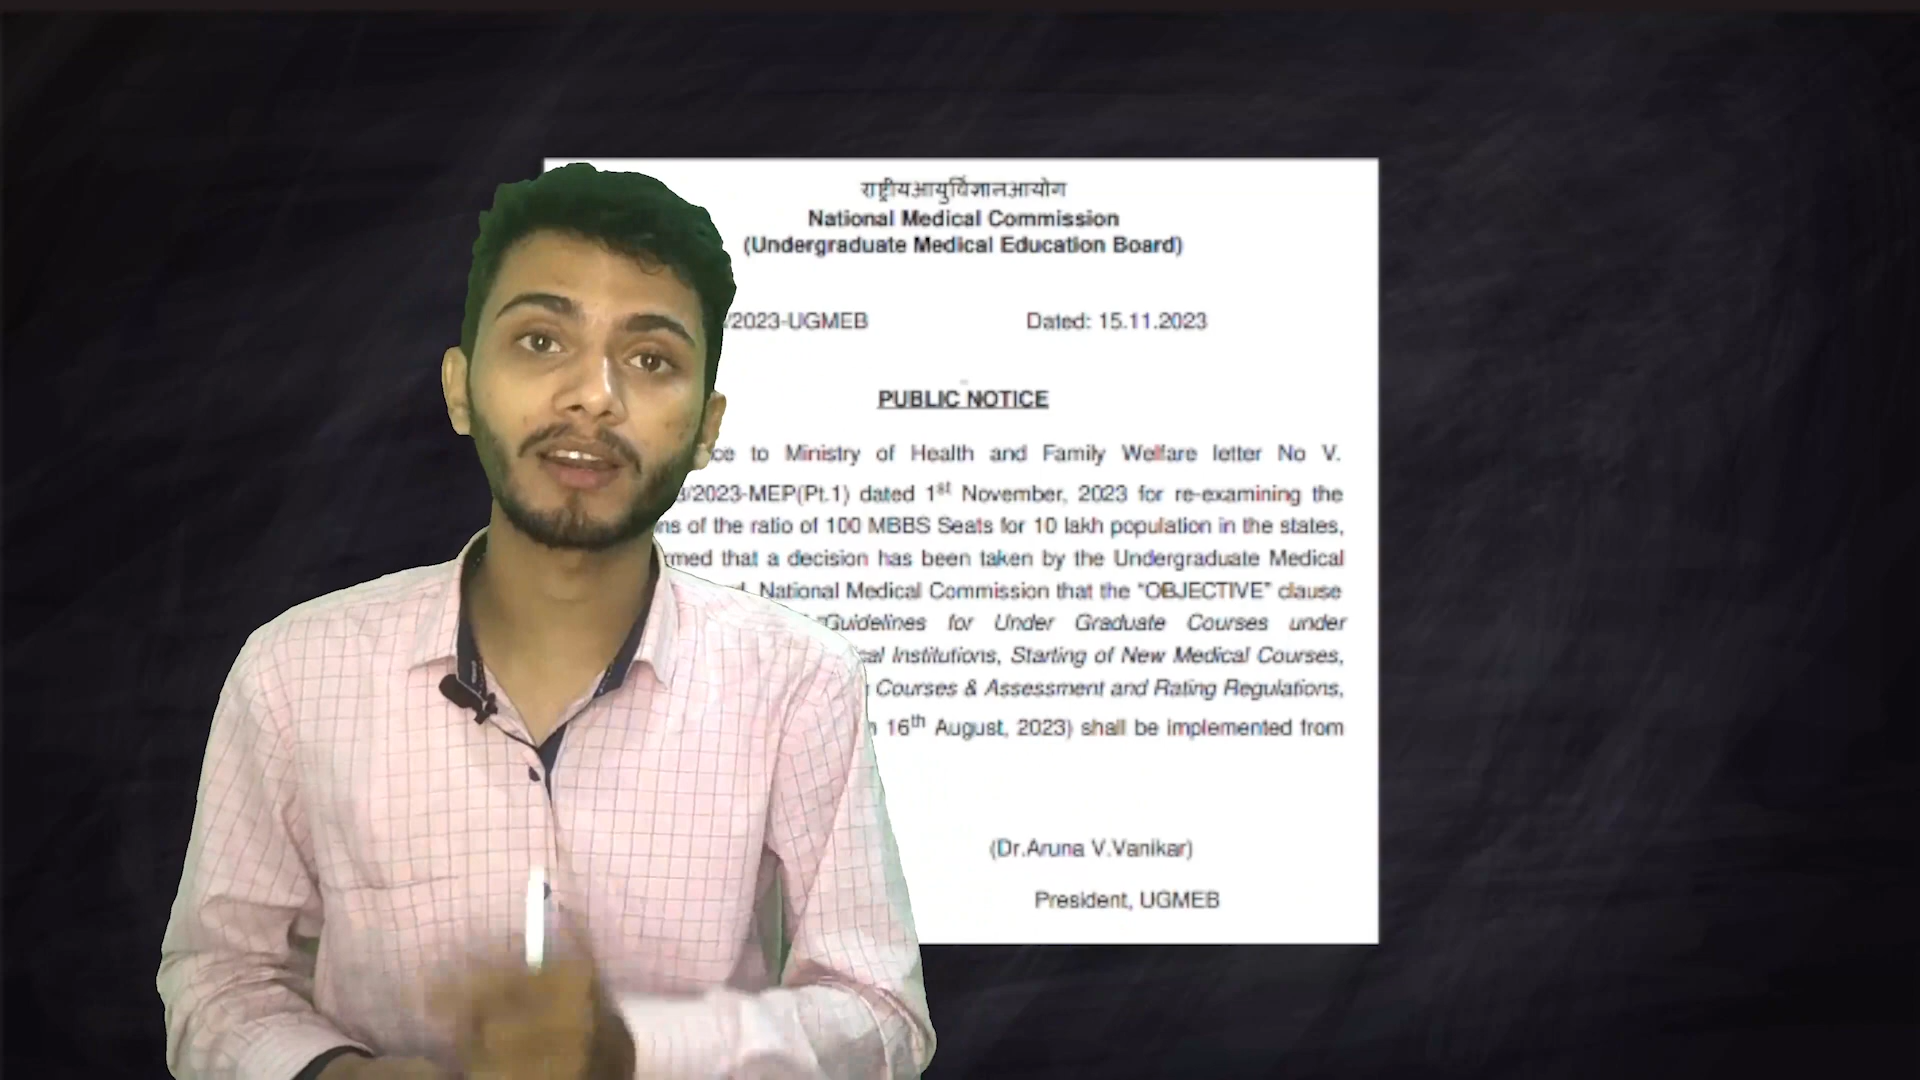 राष्ट्रीयआयुर्विज्ञानआयोग
National Medical Commission
(Undergraduate Medical Education Board)
/2023-UGMEB Dated: 15.11.2023
PUBLIC NOTICE
ce to Ministry of Health and Family Welfare letter No V.
/2023-MEP(Pt.1) dated 1st November, 2023 for re-examining the
ns of the ratio of 100 MBBS Seats for 10 lakh population in the states,
rmed that a decision has been taken by the Undergraduate Medical
National Medical Commission that the "OBJECTIVE" clause
"Guidelines for Under Graduate Courses under
cal Institutions, Starting of New Medical Courses,
Courses & Assessment and Rating Regulations,
16th August, 2023) shall be implemented from
(Dr.Aruna V.Vanikar)
President, UGMEB